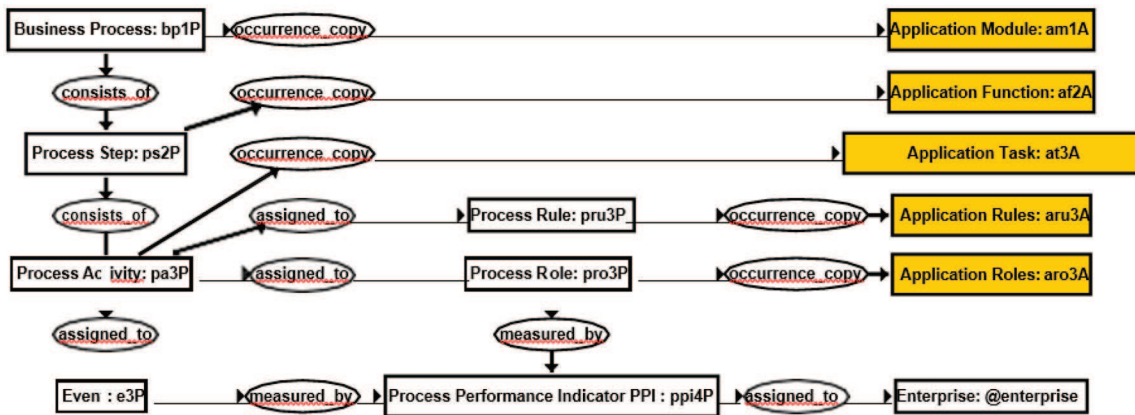 Business Process: bp1P occurrence_copy Application Module: am1A
consists_of occurrence_copy Application Function: af2A
Process Step: ps2P occurrence_copy Application Task: at3A
consists_of assigned_to Process Rule: pru3P occurrence_copy Application Rules: aru3A
Process Ac ivity: pa3P assigned_to Process Role: pro3P occurrence_copy Application Roles: aro3A
assigned_to measured_by
Even : e3P measured_by Process Performance Indicator PPI : ppi4P assigned_to Enterprise: @enterprise